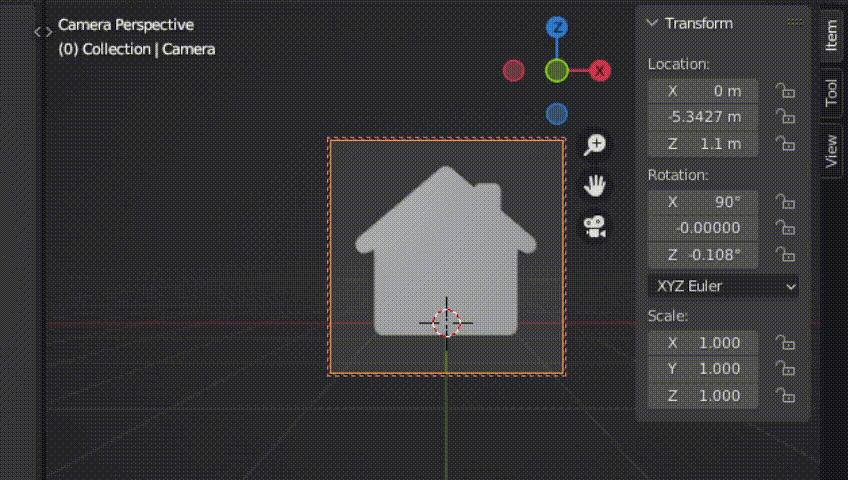 Camera Perspective
(0) Collection | Camera
Z
X
Transform
Location:
X 0 m
-5.3427 m
Z 1.1 m
Rotation:
X 90°
-0.00000
Z -0.108°
XYZ Euler
Scale:
X 1.000
Y 1.000
Z 1.000
Item
Tool
View